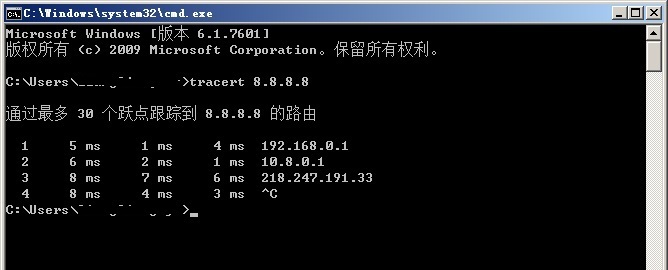 C:\Windows\system32\cmd.exe
Microsoft Windows [版本 6.1.7601]
版权所有 (c) 2009 Microsoft Corporation。保留所有权利。
C:\Users\ >tracert 8.8.8.8
通过最多 30 个跃点跟踪到 8.8.8.8 的路由
1 5 ms 1 ms 4 ms 192.168.0.1
2 6 ms 2 ms 1 ms 10.8.0.1
3 8 ms 7 ms 6 ms 218.247.191.33
4 8 ms 4 ms 3 ms ^C
C:\Users\ >